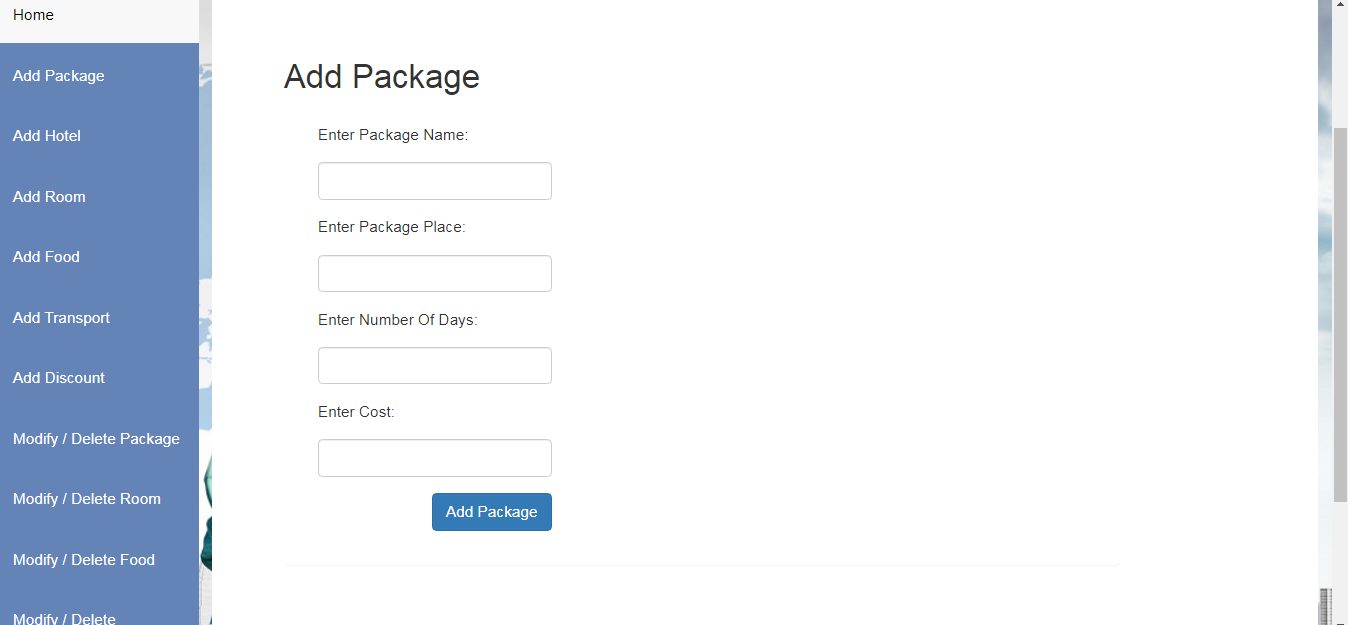 Home
Add Package
Add Hotel
Add Room
Add Food
Add Transport
Add Discount
Modify / Delete Package
Modify / Delete Room
Modify / Delete Food
Modify / Delete
Add Package
Enter Package Name:
Enter Package Place:
Enter Number Of Days:
Enter Cost:
Add Package